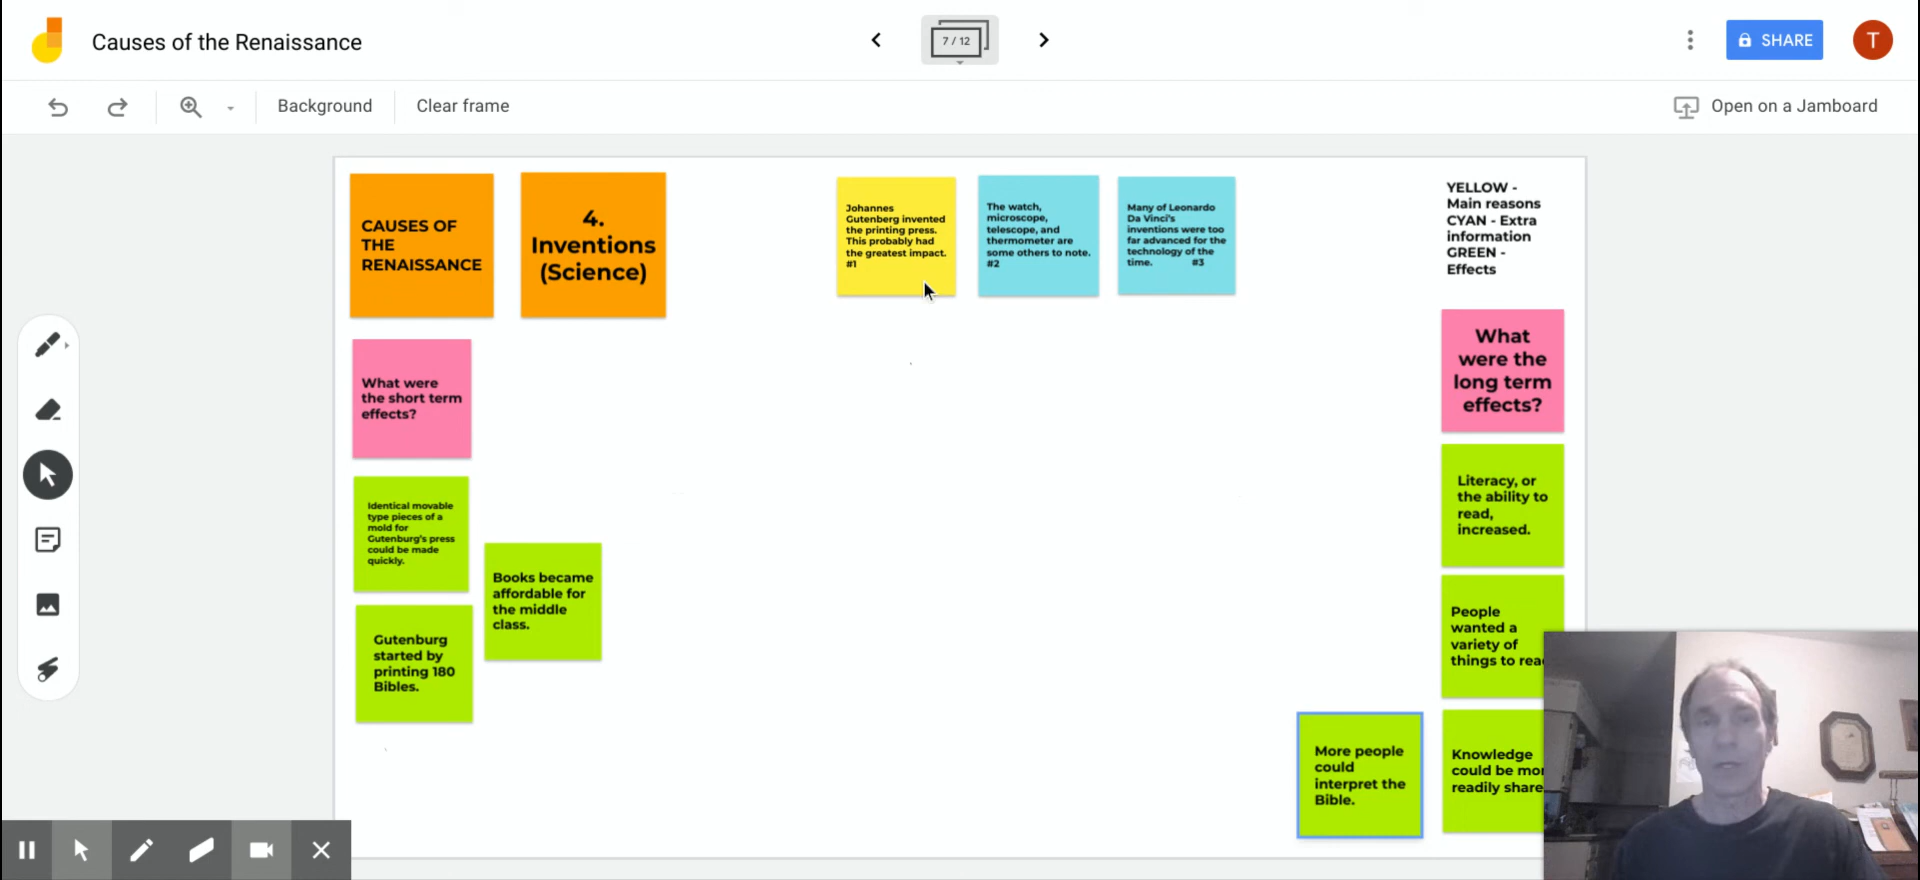 Causes of the Renaissance
7 / 12
SHARE
T
Background
Clear frame
Open on a Jamboard
CAUSES OF
THE
RENAISSANCE
4.
Inventions
(Science)
Johannes
Gutenberg invented
the printing press.
This probably had
the greatest impact.
#1
The watch,
microscope,
telescope, and
thermometer are
some others to note.
#2
Many of Leonardo
Da Vinci's
inventions were too
far advanced for the
technology of the
time. #3
YELLOW -
Main reasons
CYAN - Extra
information
GREEN -
Effects
What were
the short term
effects?
Identical movable
type pieces of a
mold for
Gutenburg's press
could be made
quickly.
Books became
affordable for
the middle
class.
Gutenburg
started by
printing 180
Bibles.
What
were the
long term
effects?
Literacy, or
the ability to
read,
increased.
People
wanted a
variety of
things to
More people
could
interpret the
Bible.
Knowledge
could be
readily